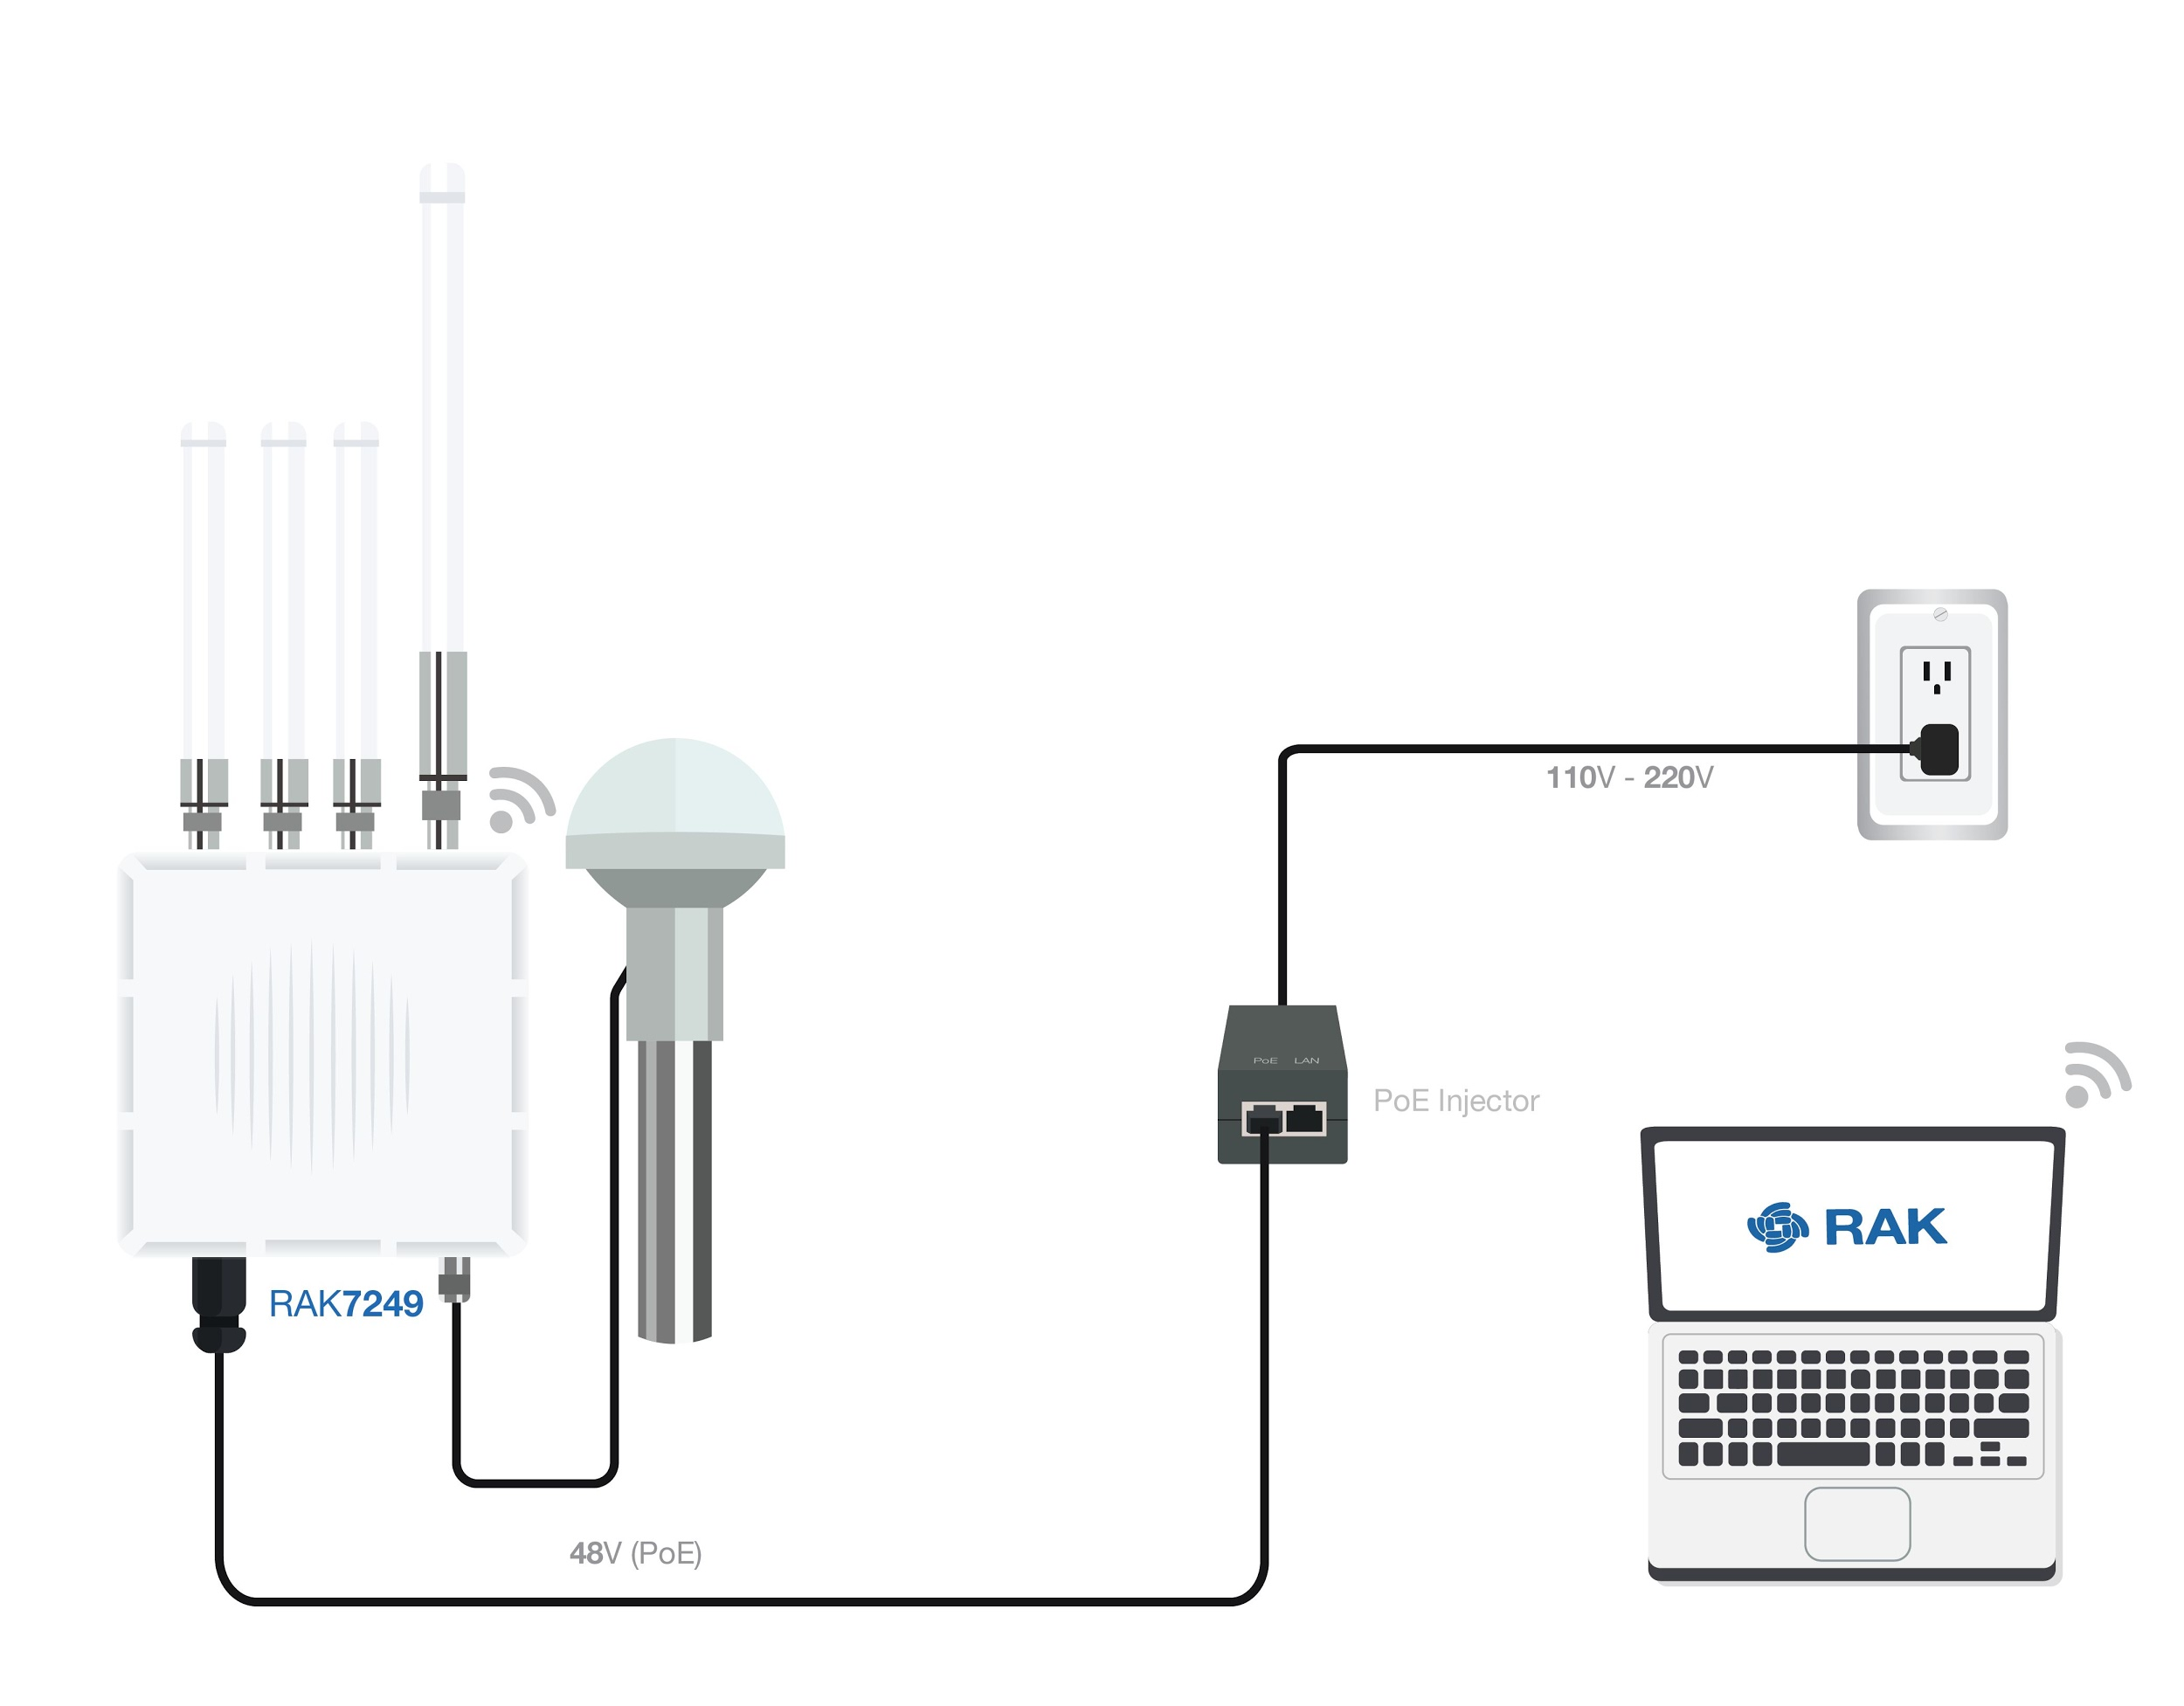 110V - 220V
PoE LAN
PoE Injector
RAK
RAK7249
48V (PoE)